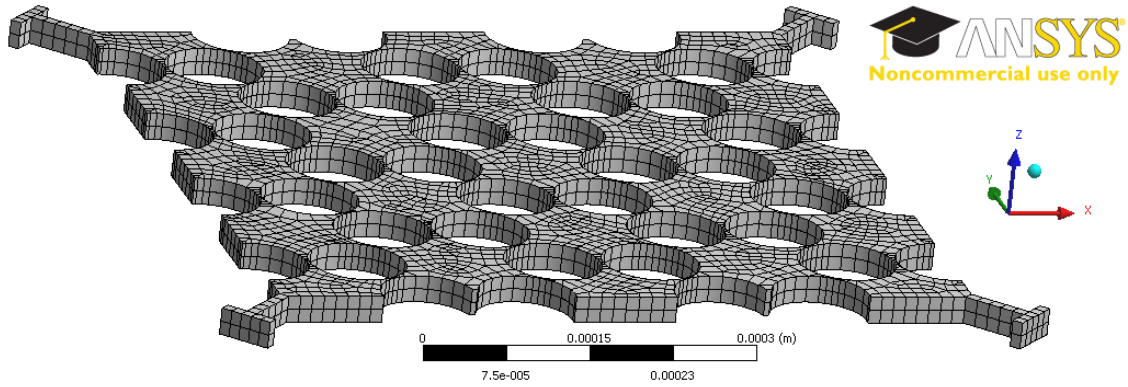 ANSYS®
Noncommercial use only
Z
Y
X
0 0.00015 0.0003 (m)
7.5e-005 0.00023